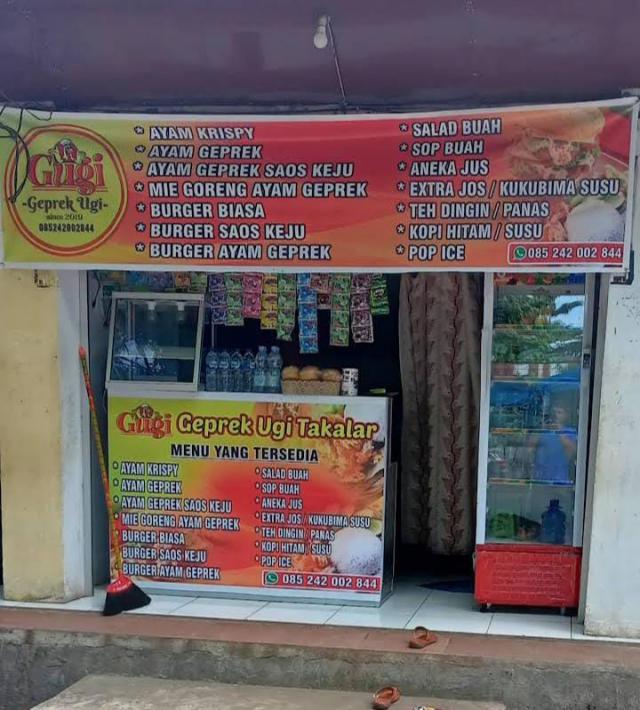 Gugi
-Geprek Ugi-
since 2019
085242002844
* AYAM KRISPY
* AYAM GEPREK
* AYAM GEPREK SAOS KEJU
* MIE GORENG AYAM GEPREK
* BURGER BIASA
* BURGER SAOS KEJU
* BURGER AYAM GEPREK
* SALAD BUAH
* SOP BUAH
* ANEKA JUS
* EXTRA JOS / KUKUBIMA SUSU
* TEH DINGIN / PANAS
* KOPI HITAM / SUSU
* POP ICE
085 242 002 844
Gugi Geprek Ugi Takalar
MENU YANG TERSEDIA
* AYAM KRISPY
* AYAM GEPREK
* AYAM GEPREK SAOS KEJU
* MIE GORENG AYAM GEPREK
* BURGER BIASA
* BURGER SAOS KEJU
* BURGER AYAM GEPREK
* SALAD BUAH
* SOP BUAH
* ANEKA JUS
* EXTRA JOS / KUKUBIMA SUSU
* TEH DINGIN / PANAS
* KOPI HITAM / SUSU
* POP ICE
085 242 002 844